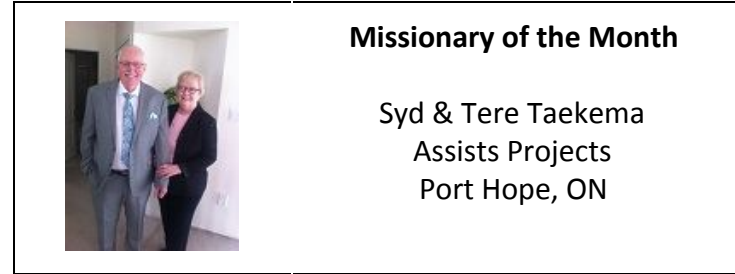 Missionary of the Month
Syd & Tere Taekema
Assists Projects
Port Hope, ON